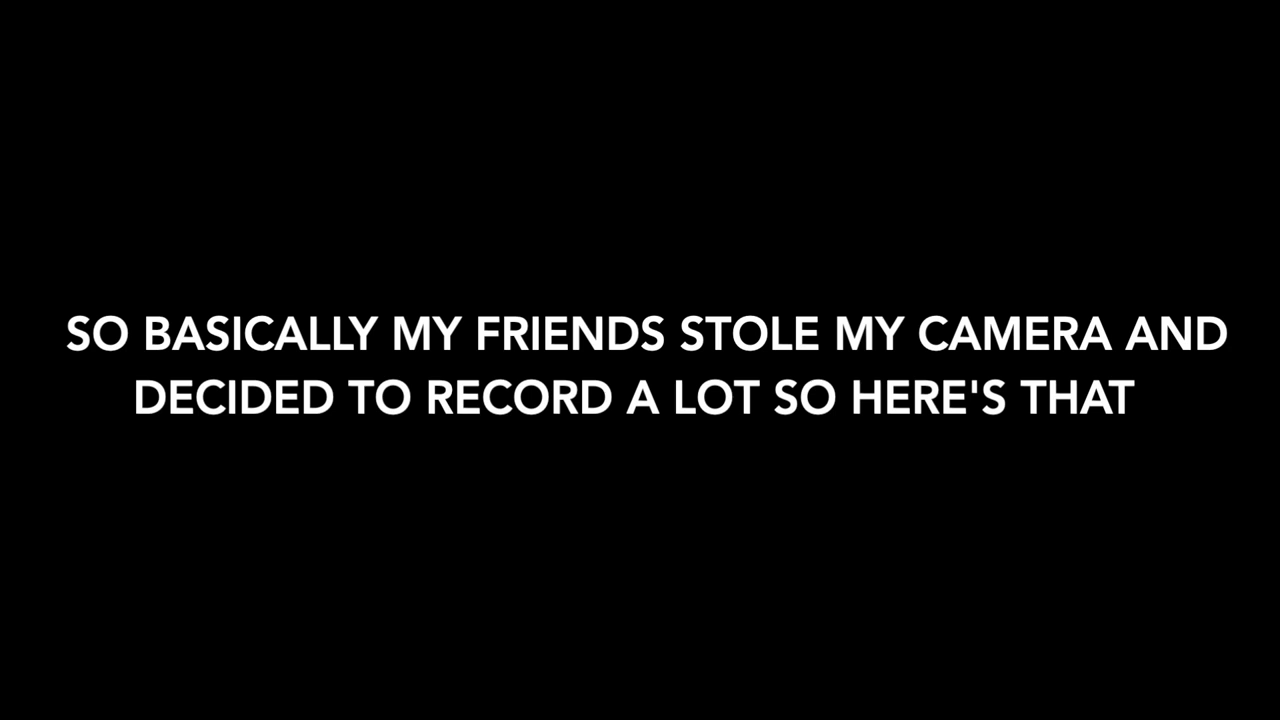 SO BASICALLY MY FRIENDS STOLE MY CAMERA AND
DECIDED TO RECORD A LOT SO HERE'S THAT